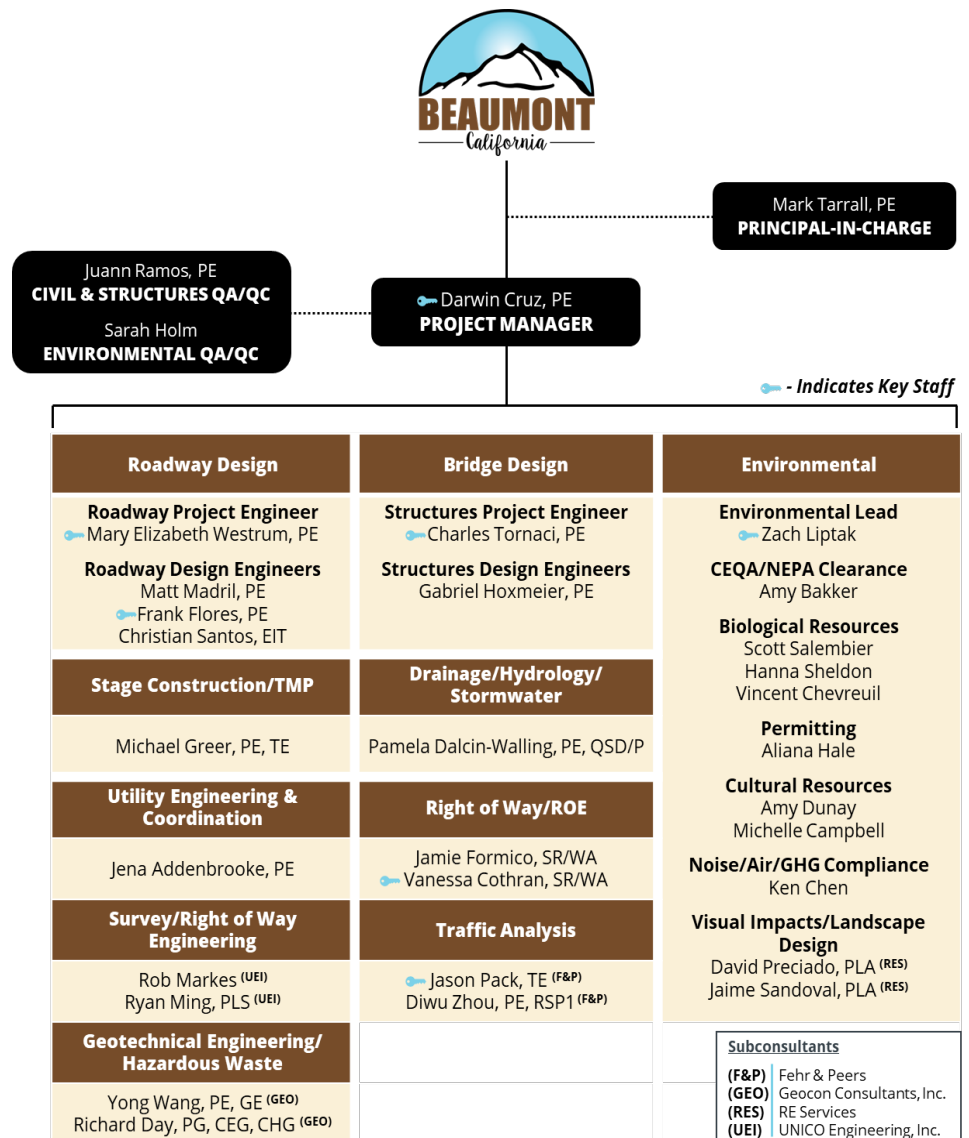 BEAUMONT
California
Mark Tarrall, PE
PRINCIPAL-IN-CHARGE
Juann Ramos, PE
CIVIL & STRUCTURES QA/QC
Sarah Holm
ENVIRONMENTAL QA/QC
Darwin Cruz, PE
PROJECT MANAGER
- Indicates Key Staff
Roadway Design
Roadway Project Engineer
Mary Elizabeth Westrum, PE
Roadway Design Engineers
Matt Madril, PE
Frank Flores, PE
Christian Santos, EIT
Stage Construction/TMP
Michael Greer, PE, TE
Utility Engineering &
Coordination
Jena Addenbrooke, PE
Survey/Right of Way
Engineering
Rob Markes (UEI)
Ryan Ming, PLS (UEI)
Geotechnical Engineering/
Hazardous Waste
Yong Wang, PE, GE (GEO)
Richard Day, PG, CEG, CHG (GEO)
Bridge Design
Structures Project Engineer
Charles Tornaci, PE
Structures Design Engineers
Gabriel Hoxmeier, PE
Drainage/Hydrology/
Stormwater
Pamela Dalcin-Walling, PE, QSD/P
Right of Way/ROE
Jamie Formico, SR/WA
Vanessa Cothran, SR/WA
Traffic Analysis
Jason Pack, TE (F&P)
Diwu Zhou, PE, RSP1 (F&P)
Environmental
Environmental Lead
Zach Liptak
CEQA/NEPA Clearance
Amy Bakker
Biological Resources
Scott Salembier
Hanna Sheldon
Vincent Chevreuil
Permitting
Aliana Hale
Cultural Resources
Amy Dunay
Michelle Campbell
Noise/Air/GHG Compliance
Ken Chen
Visual Impacts/Landscape
Design
David Preciado, PLA (RES)
Jaime Sandoval, PLA (RES)
Subconsultants
(F&P) Fehr & Peers
(GEO) Geocon Consultants, Inc.
(RES) RE Services
(UEI) UNICO Engineering, Inc.